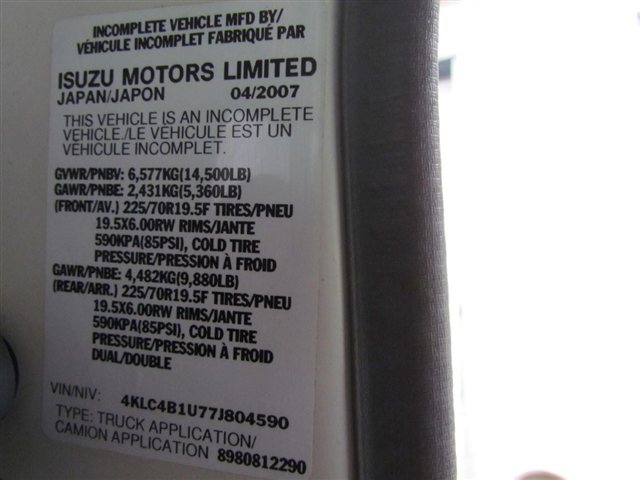 INCOMPLETE VEHICLE MFD BY/
VÉHICULE INCOMPLET FABRIQUÉ PAR
ISUZU MOTORS LIMITED
JAPAN/JAPON 04/2007
THIS VEHICLE IS AN INCOMPLETE
VEHICLE./LE VÉHICULE EST UN
VÉHICULE INCOMPLET.
GVWR/PNBV: 6,577KG(14,500LB)
GAWR/PNBE: 2,431KG(5,360LB)
(FRONT/AV.) 225/70R19.5F TIRES/PNEU
19.5X6.00RW RIMS/JANTE
590KPA(85PSI), COLD TIRE
PRESSURE/PRESSION À FROID
GAWR/PNBE: 4,482KG(9,880LB)
(REAR/ARR.) 225/70R19.5F TIRES/PNEU
19.5X6.00RW RIMS/JANTE
590KPA(85PSI), COLD TIRE
PRESSURE/PRESSION À FROID
DUAL/DOUBLE
VIN/NIV: 4KLC4B1U77J804590
TYPE: TRUCK APPLICATION/
CAMION APPLICATION 8980812290